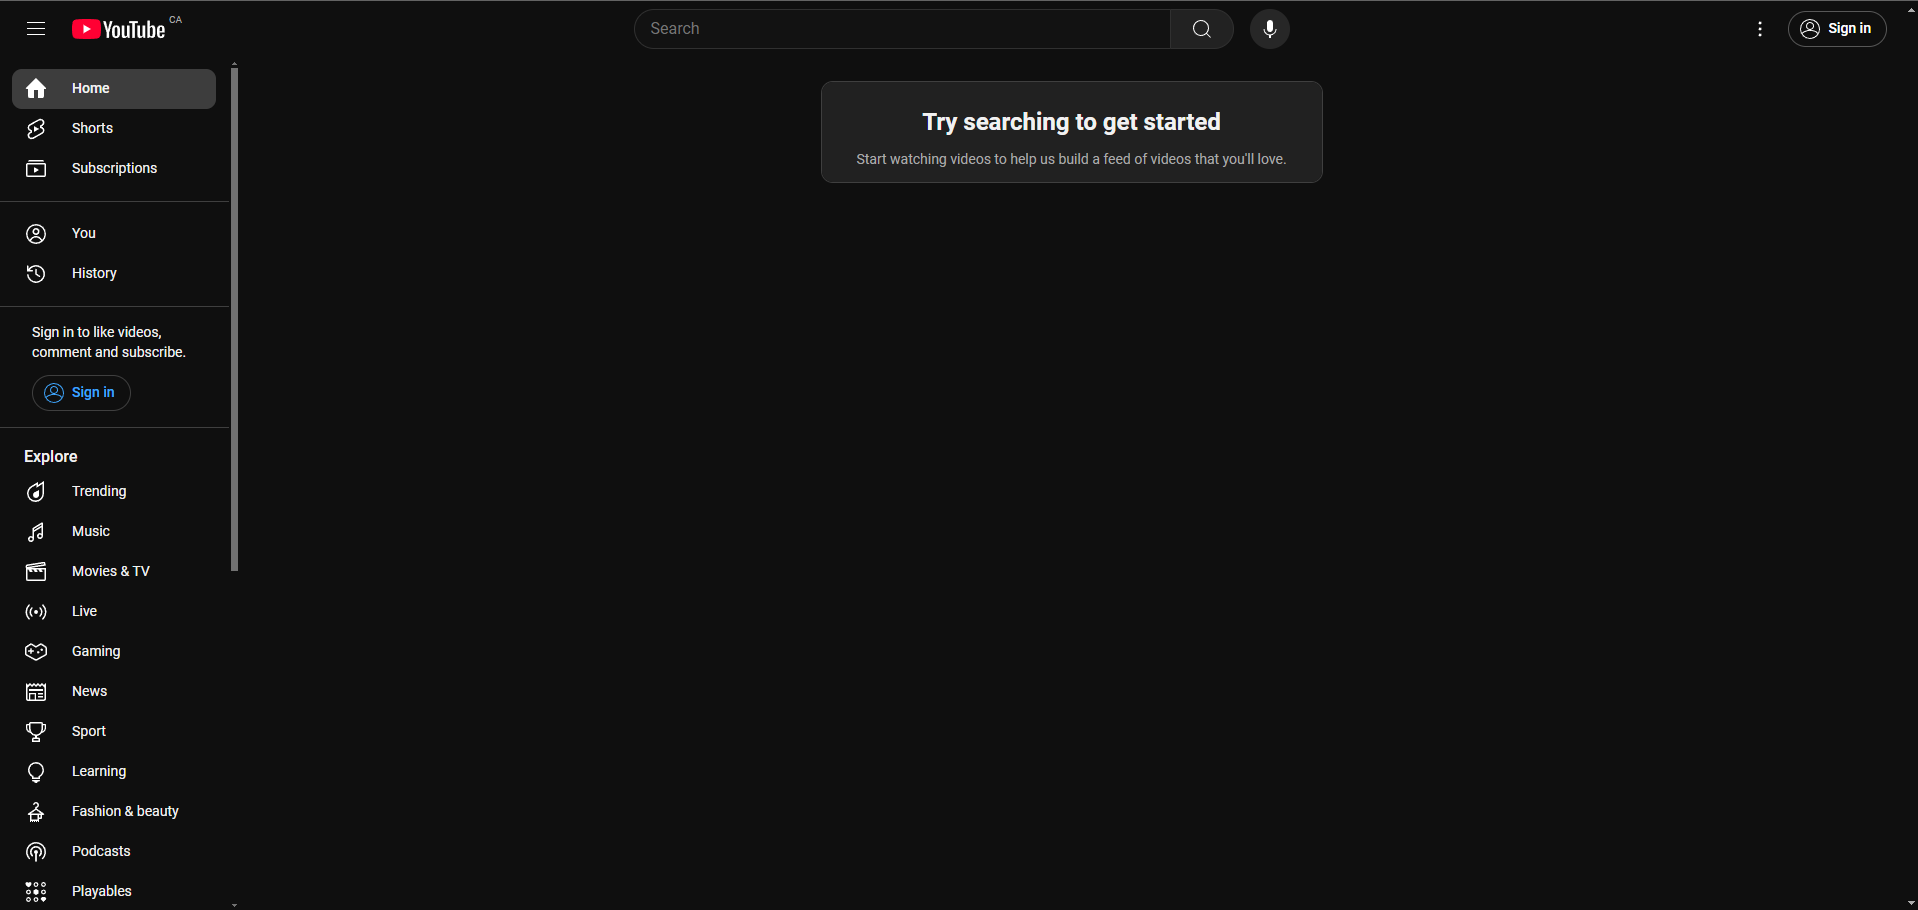 YouTube CA
Search
Sign in
Home
Shorts
Subscriptions
You
History
Sign in to like videos,
comment and subscribe.
Sign in
Explore
Trending
Music
Movies & TV
Live
Gaming
News
Sport
Learning
Fashion & beauty
Podcasts
Playables
Try searching to get started
Start watching videos to help us build a feed of videos that you'll love.